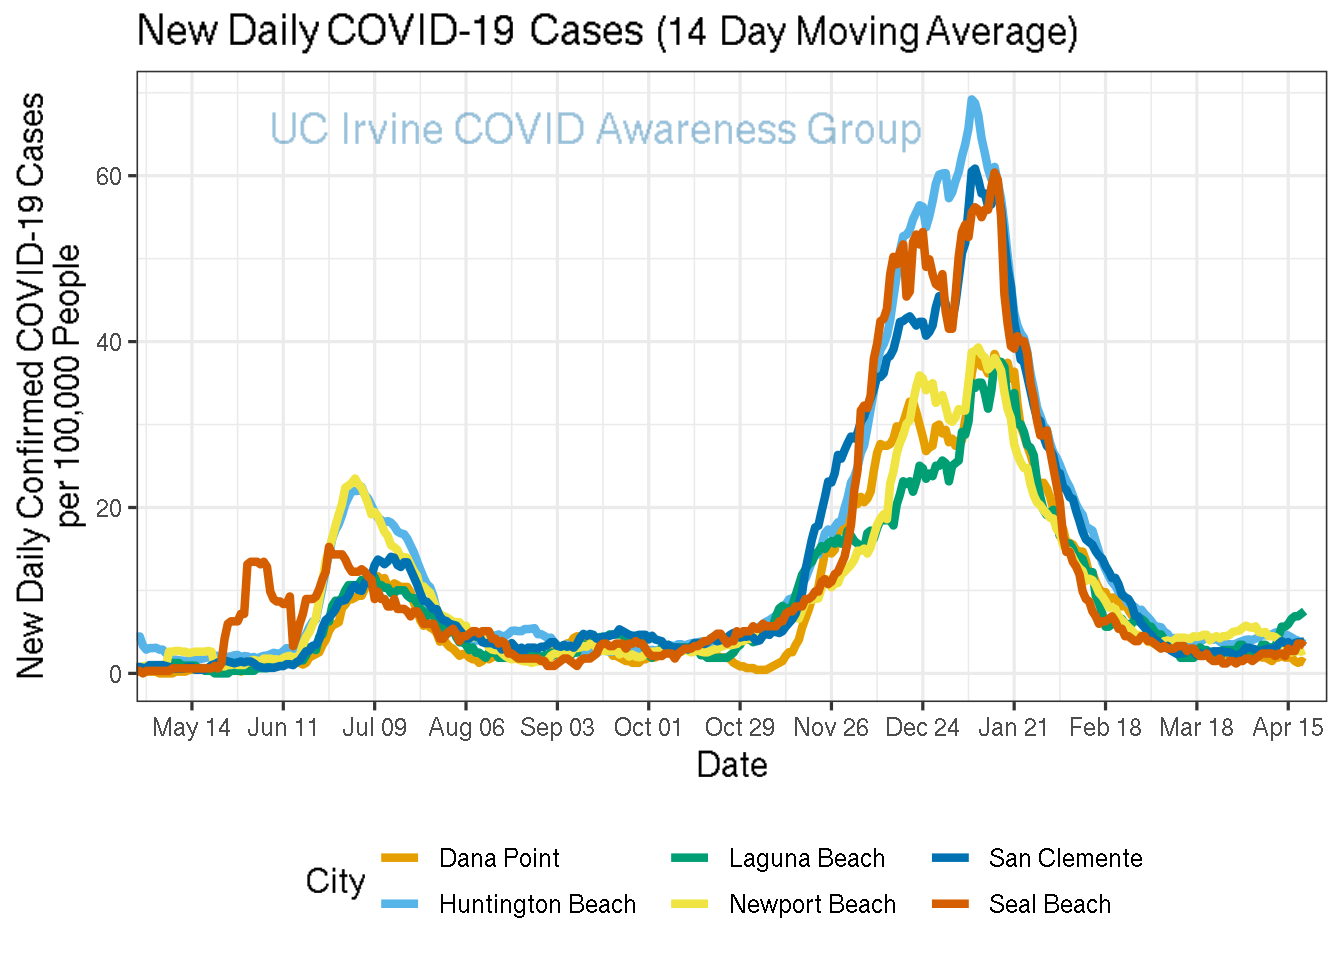 New Daily COVID-19 Cases (14 Day Moving Average)
UC Irvine COVID Awareness Group
New Daily Confirmed COVID-19 Cases
per 100,000 People
60
40
20
0
May 14 Jun 11 Jul 09 Aug 06 Sep 03 Oct 01 Oct 29 Nov 26 Dec 24 Jan 21 Feb 18 Mar 18 Apr 15
Date
City
Dana Point Laguna Beach San Clemente
Huntington Beach Newport Beach Seal Beach